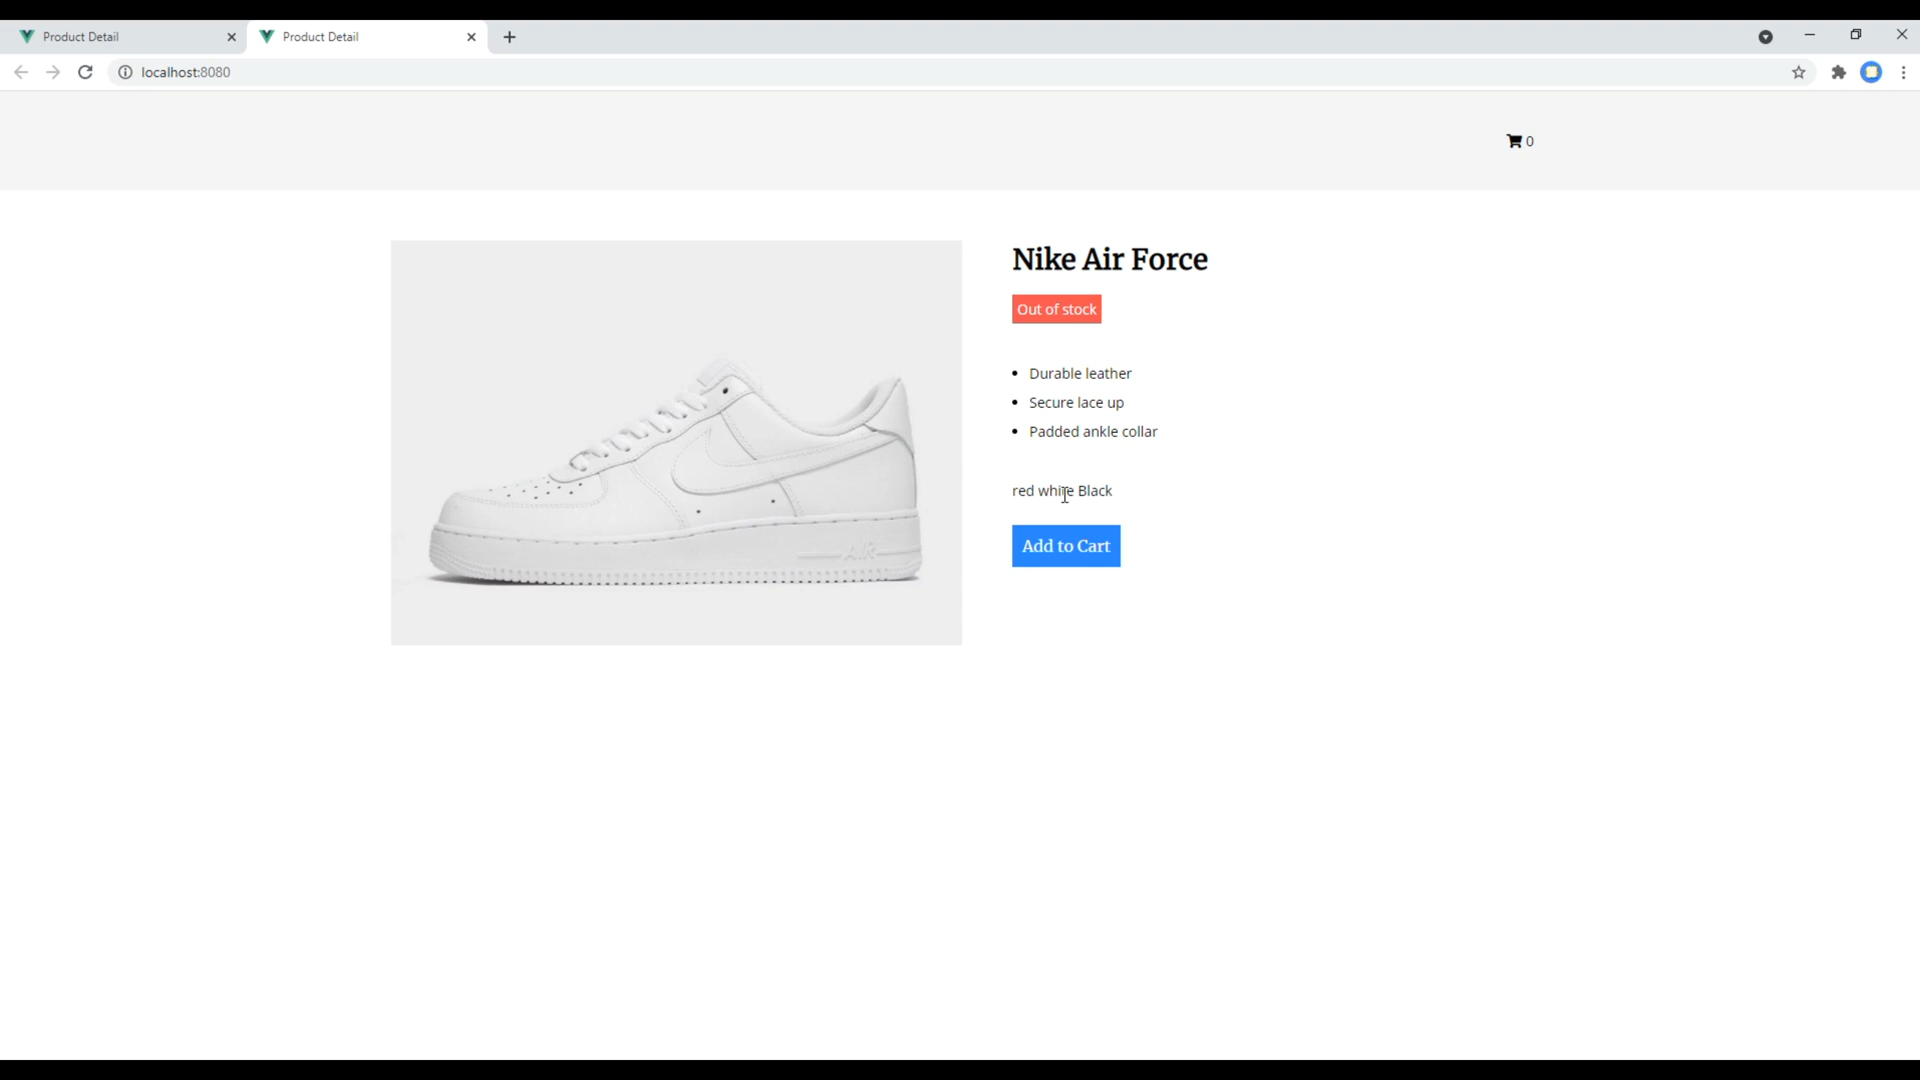 Product Detail
Product Detail
localhost:8080
0
Nike Air Force
Out of stock
Durable leather
Secure lace up
Padded ankle collar
red white Black
Add to Cart
AIR